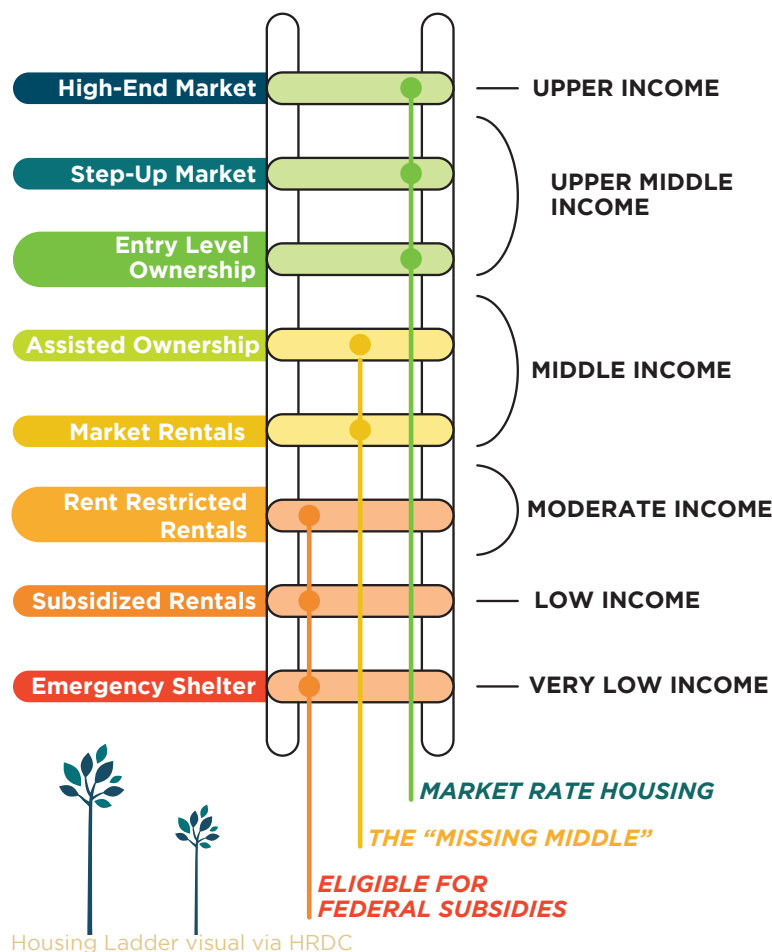 High-End Market
UPPER INCOME
Step-Up Market
UPPER MIDDLE
INCOME
Entry Level
Ownership
Assisted Ownership
MIDDLE INCOME
Market Rentals
Rent Restricted
Rentals
MODERATE INCOME
Subsidized Rentals
LOW INCOME
Emergency Shelter
VERY LOW INCOME
MARKET RATE HOUSING
THE “MISSING MIDDLE”
ELIGIBLE FOR
FEDERAL SUBSIDIES
Housing Ladder visual via HRDC